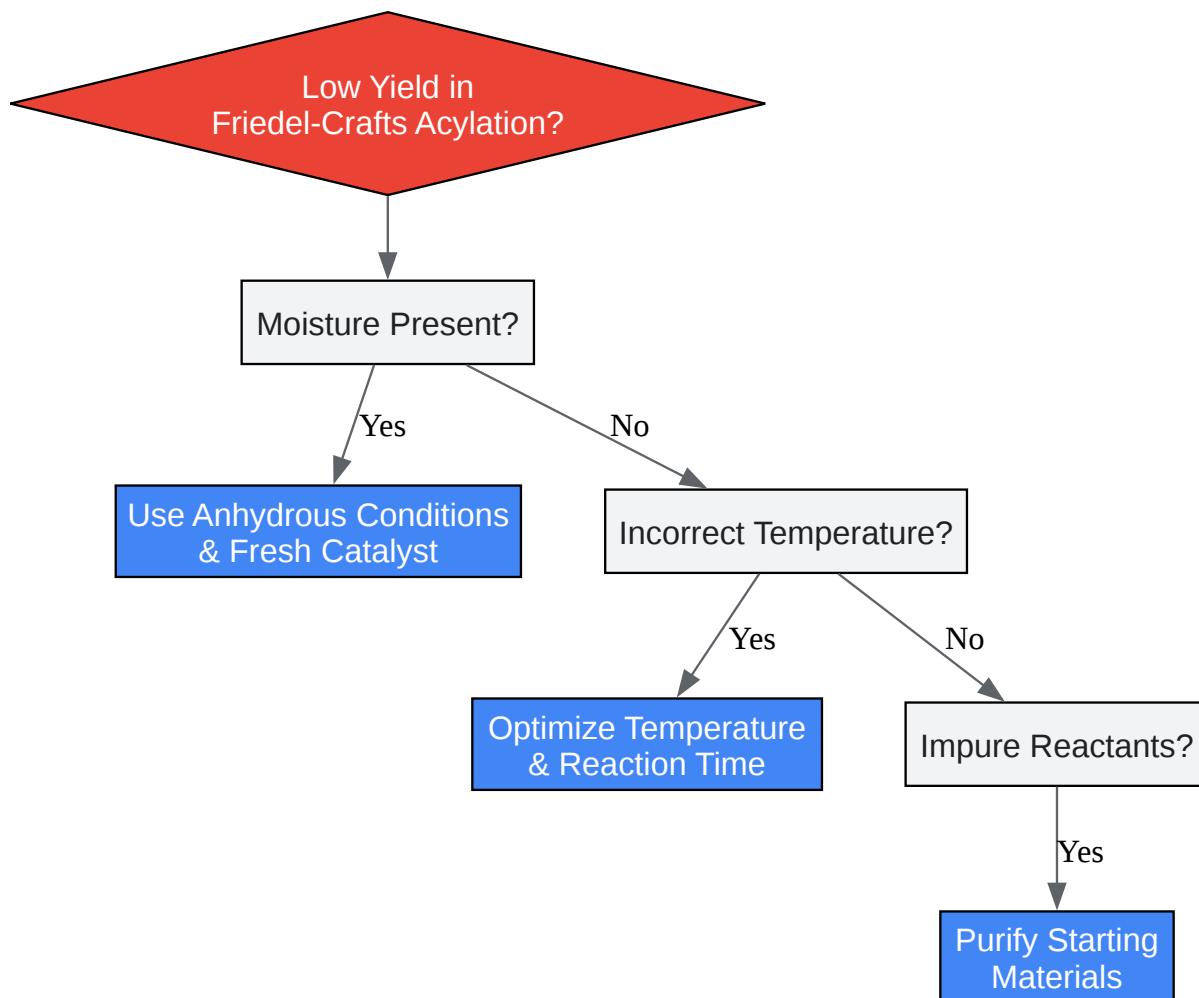 Low Yield in
Friedel-Crafts Acylation?
Moisture Present?
Yes
No
Use Anhydrous Conditions
& Fresh Catalyst
Incorrect Temperature?
Yes
No
Optimize Temperature
& Reaction Time
Impure Reactants?
Yes
Purify Starting
Materials